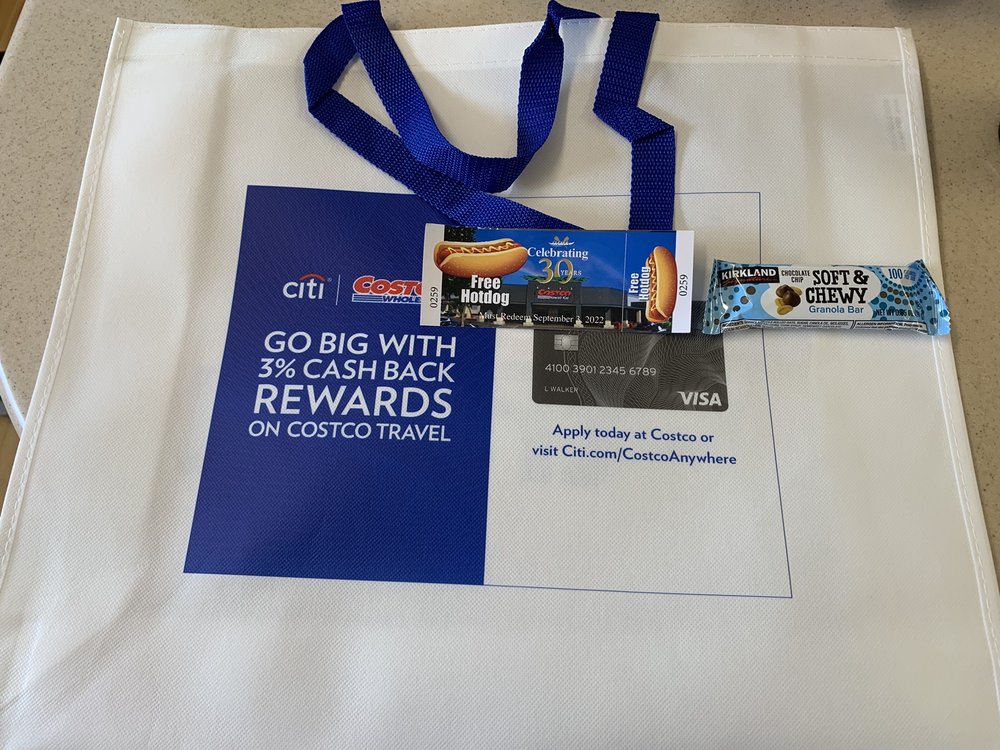 citi
COSTCO
WHOLE
GO BIG WITH
3% CASH BACK
REWARDS
ON COSTCO TRAVEL
0259
Celebrating
30 YEARS
COSTCO
Free
Hotdog
Must Redeem September 3, 2022
Free
Hotdog
0259
4100 3901 2345 6789
L WALKER
VISA
Apply today at Costco or
visit Citi.com/CostcoAnywhere
KIRKLAND
CHOCOLATE
CHIP
SOFT &
CHEWY
Granola Bar
100